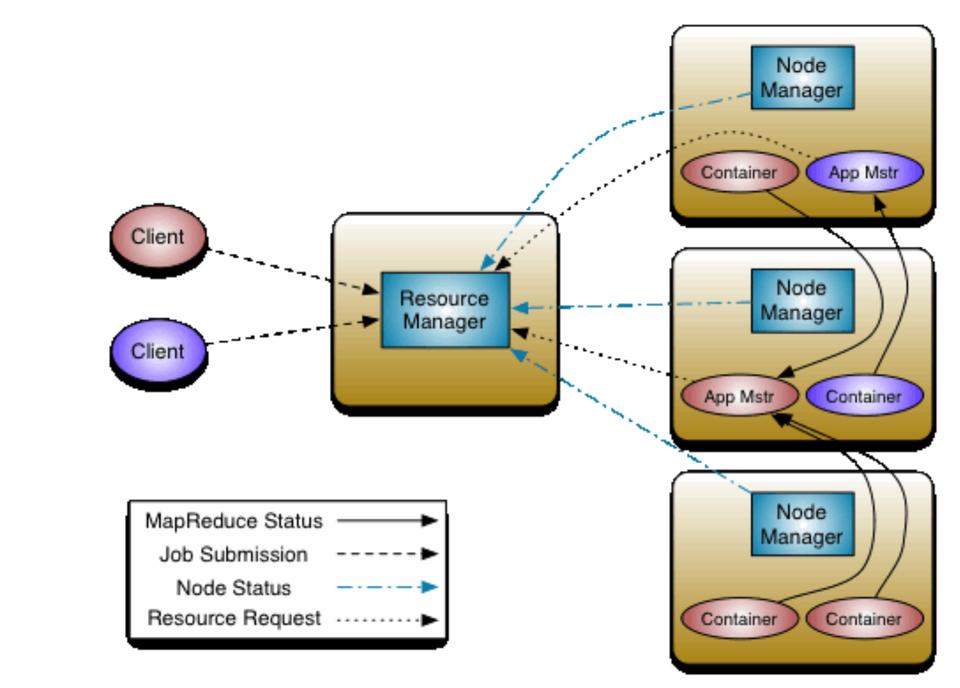 Node
Manager
Container
App Mstr
Client
Client
Resource
Manager
Node
Manager
App Mstr
Container
Node
Manager
Container
Container
MapReduce Status
Job Submission
Node Status
Resource Request